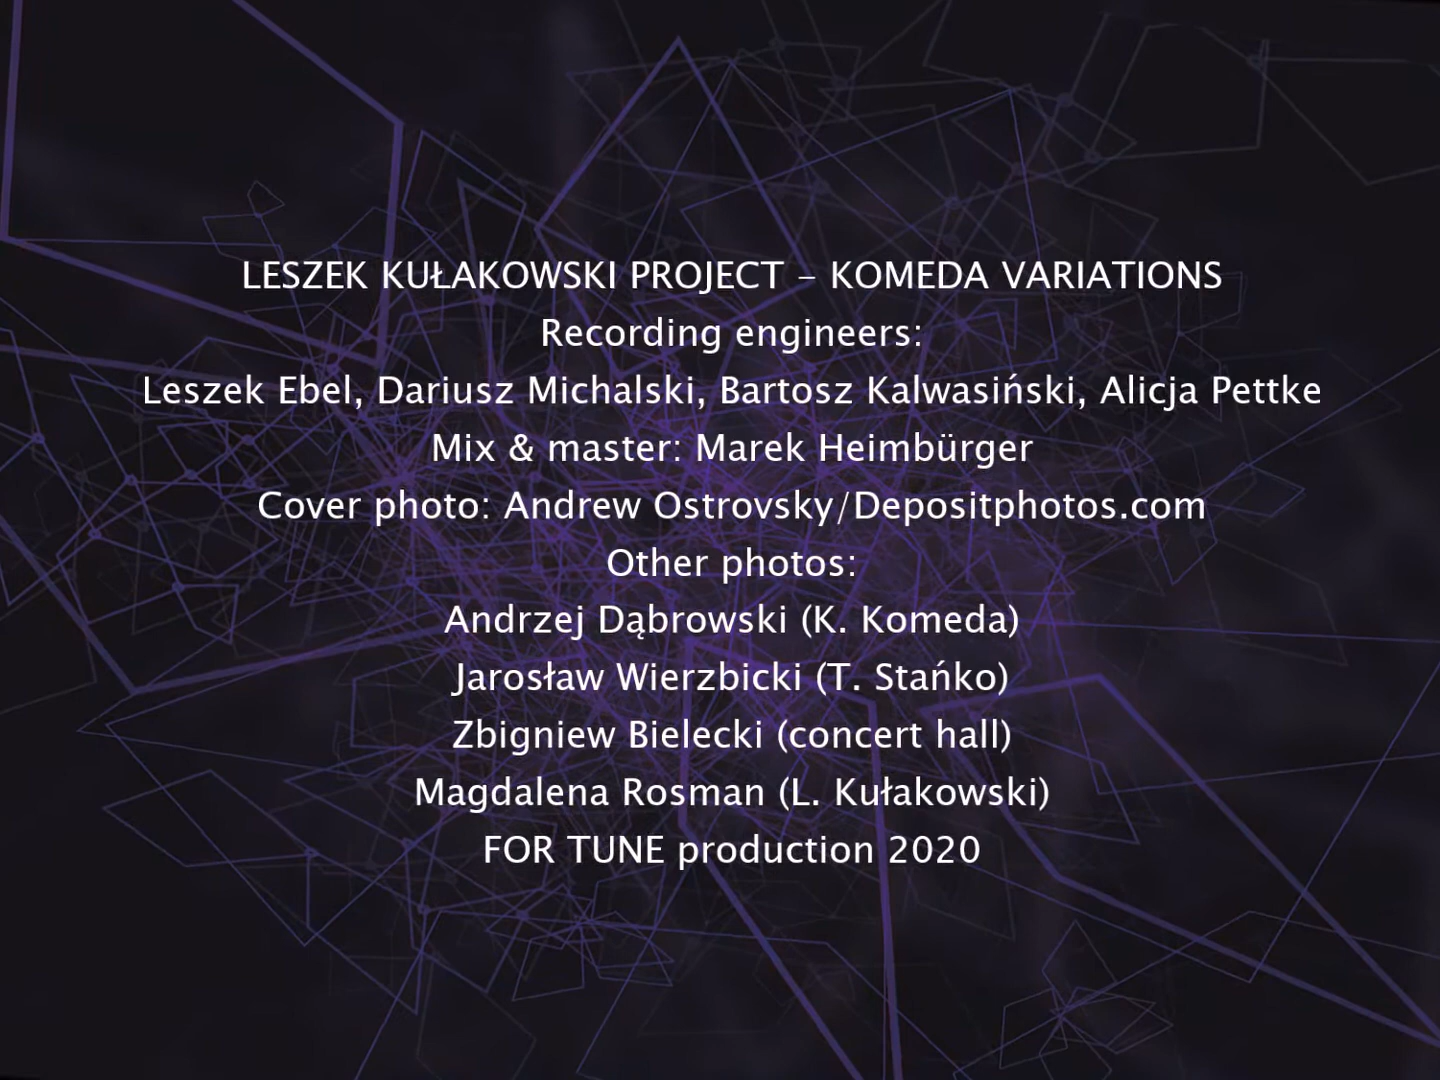 LESZEK KUŁAKOWSKI PROJECT – KOMEDA VARIATIONS
Recording engineers:
Leszek Ebel, Dariusz Michalski, Bartosz Kalwasiński, Alicja Pettke
Mix & master: Marek Heimbürger
Cover photo: Andrew Ostrovsky/Depositphotos.com
Other photos:
Andrzej Dąbrowski (K. Komeda)
Jarosław Wierzbicki (T. Stańko)
Zbigniew Bielecki (concert hall)
Magdalena Rosman (L. Kułakowski)
FOR TUNE production 2020